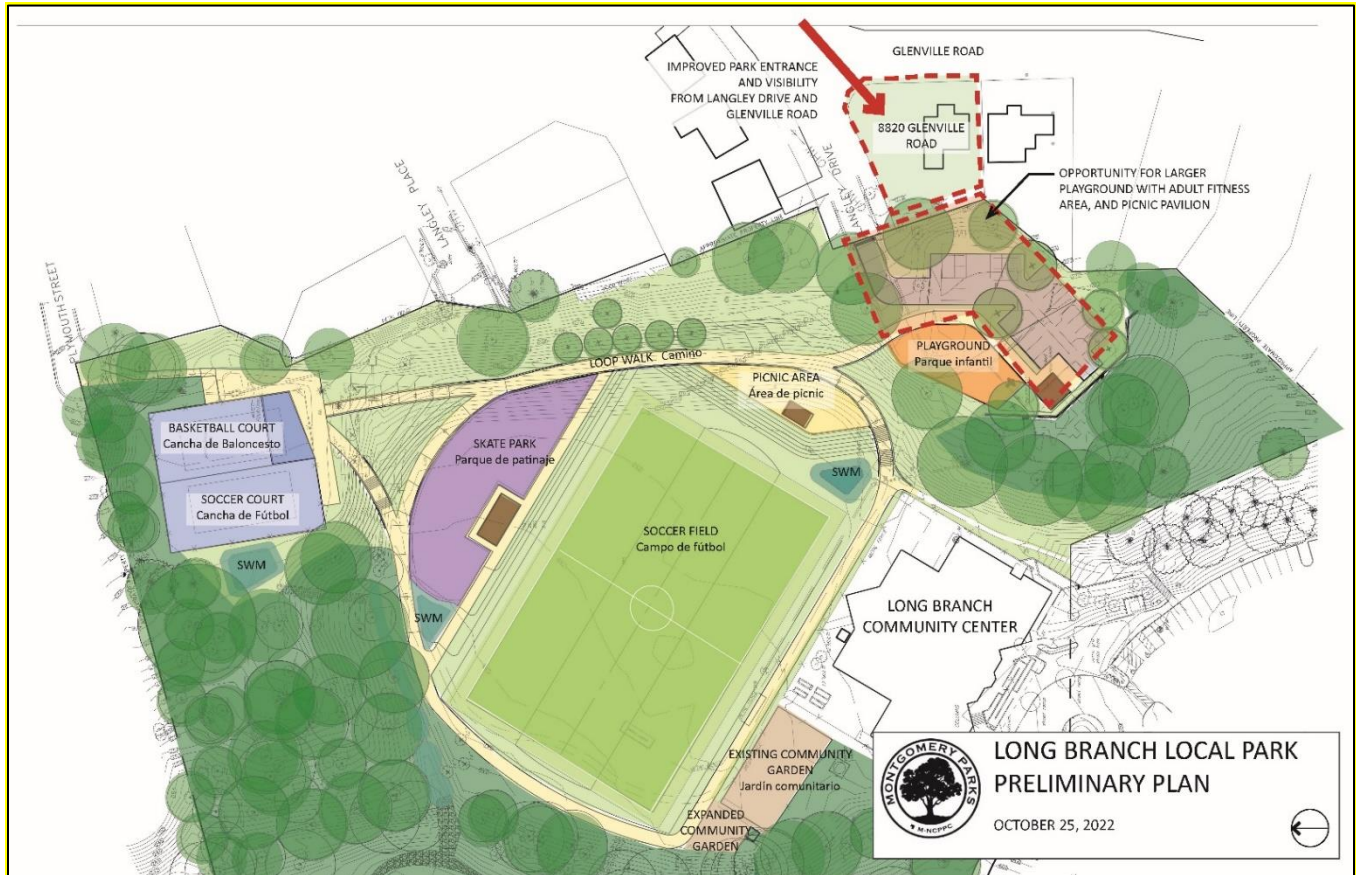 GLENVILLE ROAD
IMPROVED PARK ENTRANCE
AND VISIBILITY
FROM LANGLEY DRIVE AND
GLENVILLE ROAD
8820 GLENVILLE
ROAD
OPPORTUNITY FOR LARGER
PLAYGROUND WITH ADULT FITNESS
AREA, AND PICNIC PAVILION
PLYMOUTH STREET
LANGLEY PLACE
LANGLEY DRIVE
LOOP WALK Camino
PLAYGROUND
Parque infantil
PICNIC AREA
Área de picnic
BASKETBALL COURT
Cancha de Baloncesto
SKATE PARK
Parque de patinaje
SWM
SOCCER COURT
Cancha de Fútbol
SOCCER FIELD
Campo de fútbol
SWM
SWM
LONG BRANCH
COMMUNITY CENTER
EXISTING COMMUNITY
GARDEN
Jardín comunitario
EXPANDED
COMMUNITY
GARDEN
MONTGOMERY PARKS
M-NCPPC
LONG BRANCH LOCAL PARK
PRELIMINARY PLAN
OCTOBER 25, 2022